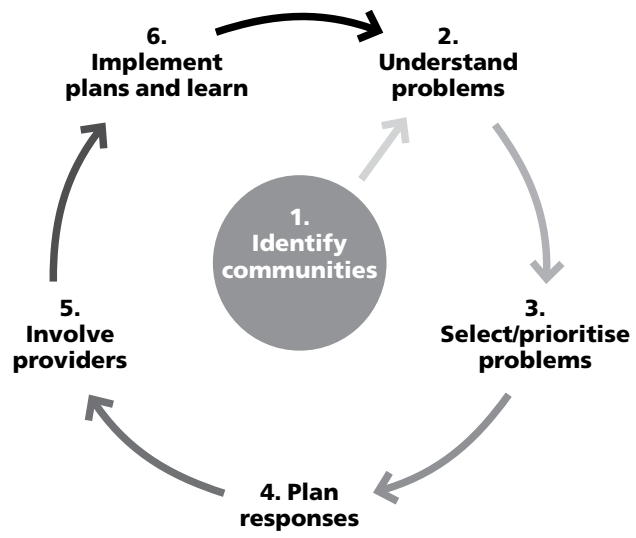 1.
Identify
communities
2.
Understand
problems
3.
Select/prioritise
problems
4. Plan
responses
5.
Involve
providers
6.
Implement
plans and learn